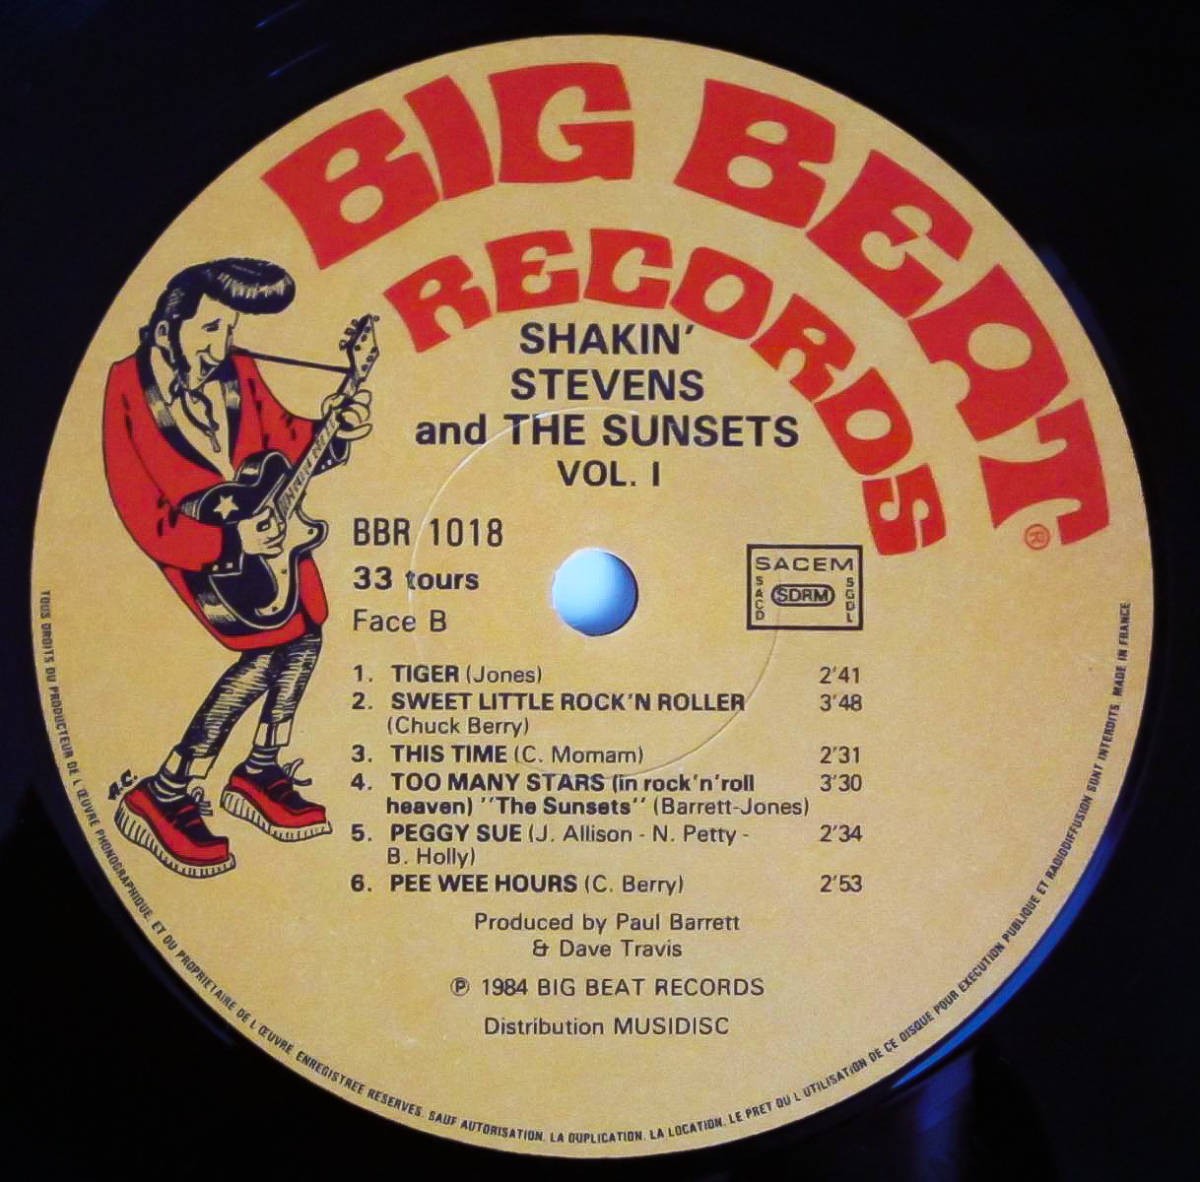 BIG BEAT
RECORDS
®
SHAKIN'
STEVENS
and THE SUNSETS
VOL. I
BBR 1018
33 tours
Face B
SACEM
SACD
SDRM
SGDL
1. TIGER (Jones) 2'41
2. SWEET LITTLE ROCK'N ROLLER 3'48
(Chuck Berry)
3. THIS TIME (C. Momam) 2'31
4. TOO MANY STARS (in rock'n'roll 3'30
heaven) "The Sunsets" (Barrett-Jones)
5. PEGGY SUE (J. Allison - N. Petty - 2'34
B. Holly)
6. PEE WEE HOURS (C. Berry) 2'53
Produced by Paul Barrett
& Dave Travis
℗ 1984 BIG BEAT RECORDS
Distribution MUSIDISC
A.C.
TOUS DROITS DU PRODUCTEUR DE L'ŒUVRE PHONOGRAPHIQUE, ET DU PROPRIETAIRE DE L'ŒUVRE ENREGISTREE RESERVES. SAUF AUTORISATION, LA DUPLICATION, LA LOCATION, LE PRET OU L'UTILISATION DE CE DISQUE POUR EXECUTION PUBLIQUE ET RADIODIFFUSION SONT INTERDITS. MADE IN FRANCE